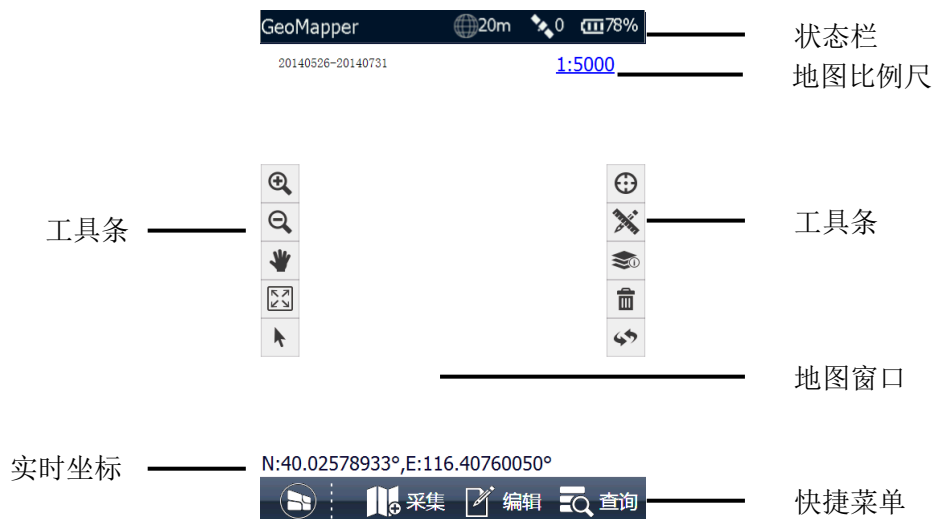 GeoMapper 20m 0 78%
状态栏
20140526-20140731 1:5000
地图比例尺
工具条
工具条
地图窗口
实时坐标
N:40.02578933°,E:116.40760050°
采集 编辑 查询
快捷菜单